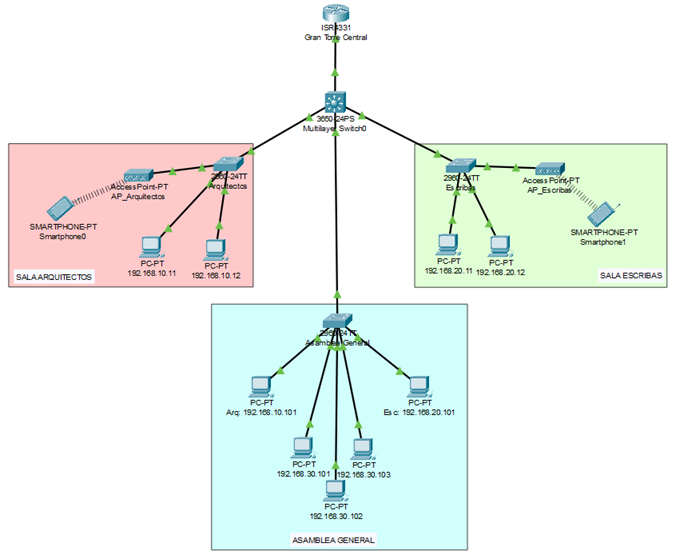 ISR4331
Gran Torre Central
3650-24PS
Multilayer Switch0
AccessPoint-PT
AP_Arquitectos
2960-24TT
Arquitectos
SMARTPHONE-PT
Smartphone0
PC-PT
192.168.10.11
PC-PT
192.168.10.12
SALA ARQUITECTOS
2960-24TT
Escribas
AccessPoint-PT
AP_Escribas
SMARTPHONE-PT
Smartphone1
PC-PT
192.168.20.11
PC-PT
192.168.20.12
SALA ESCRIBAS
2960-24TT
Asamblea General
PC-PT
Arq: 192.168.10.101
PC-PT
Esc: 192.168.20.101
PC-PT
192.168.30.101
PC-PT
192.168.30.103
PC-PT
192.168.30.102
ASAMBLEA GENERAL